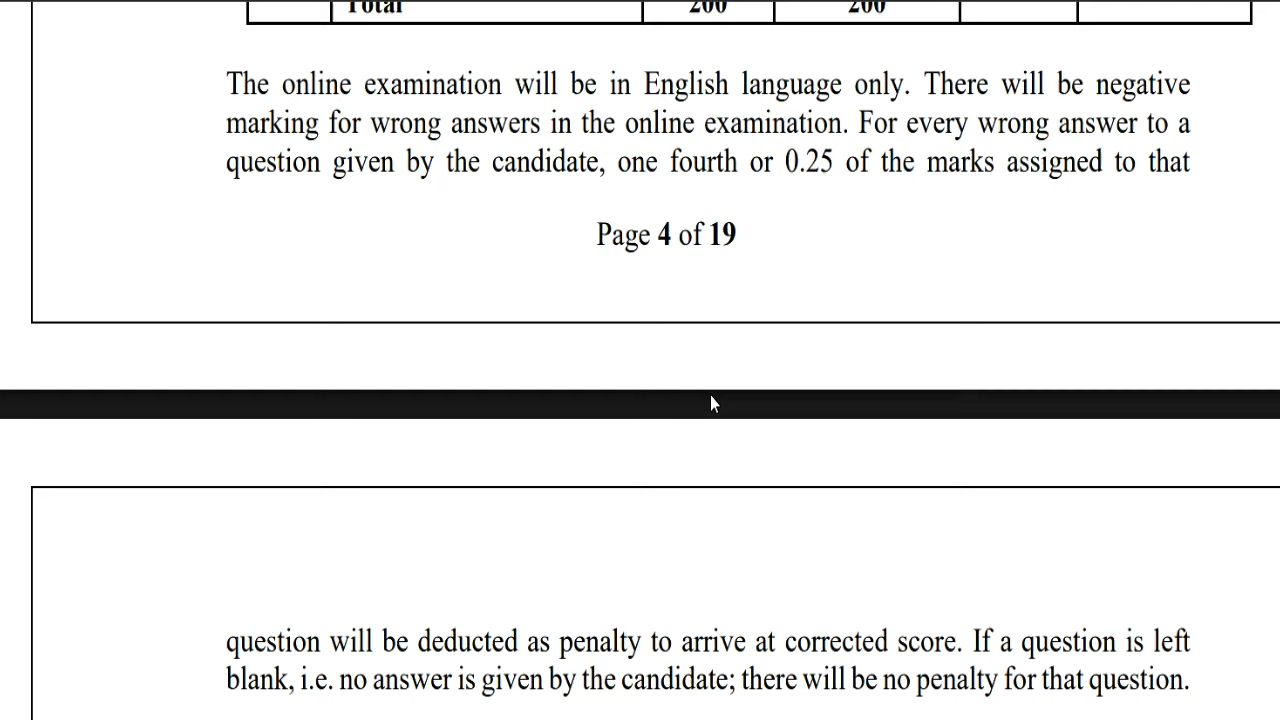 Total 200 200
The online examination will be in English language only. There will be negative
marking for wrong answers in the online examination. For every wrong answer to a
question given by the candidate, one fourth or 0.25 of the marks assigned to that
Page 4 of 19
question will be deducted as penalty to arrive at corrected score. If a question is left
blank, i.e. no answer is given by the candidate; there will be no penalty for that question.